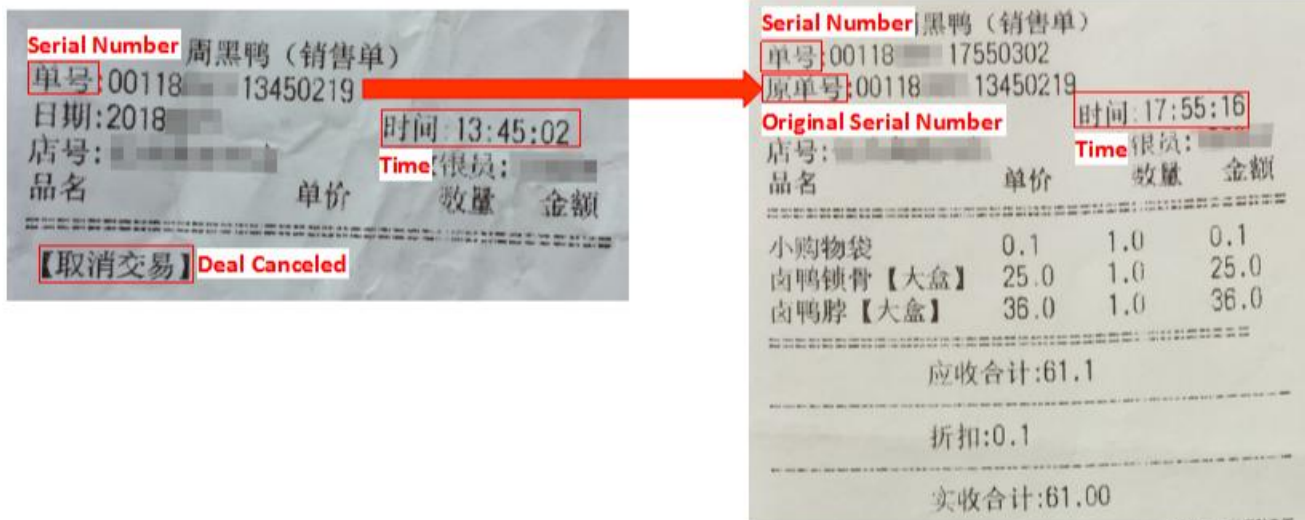 Serial Number 周黑鸭（销售单）
单号:00118 13450219
日期:2018
时间:13:45:02
店号:
Time 银员:
品名 单价 数量 金额
【取消交易】 Deal Canceled
Serial Number 黑鸭（销售单）
单号:00118 17550302
原单号:00118 13450219
Original Serial Number
时间:17:55:16
店号:
Time 银员:
品名 单价 数量 金额
小购物袋 0.1 1.0 0.1
卤鸭锁骨【大盒】 25.0 1.0 25.0
卤鸭脖【大盒】 36.0 1.0 36.0
应收合计:61.1
折扣:0.1
实收合计:61.00